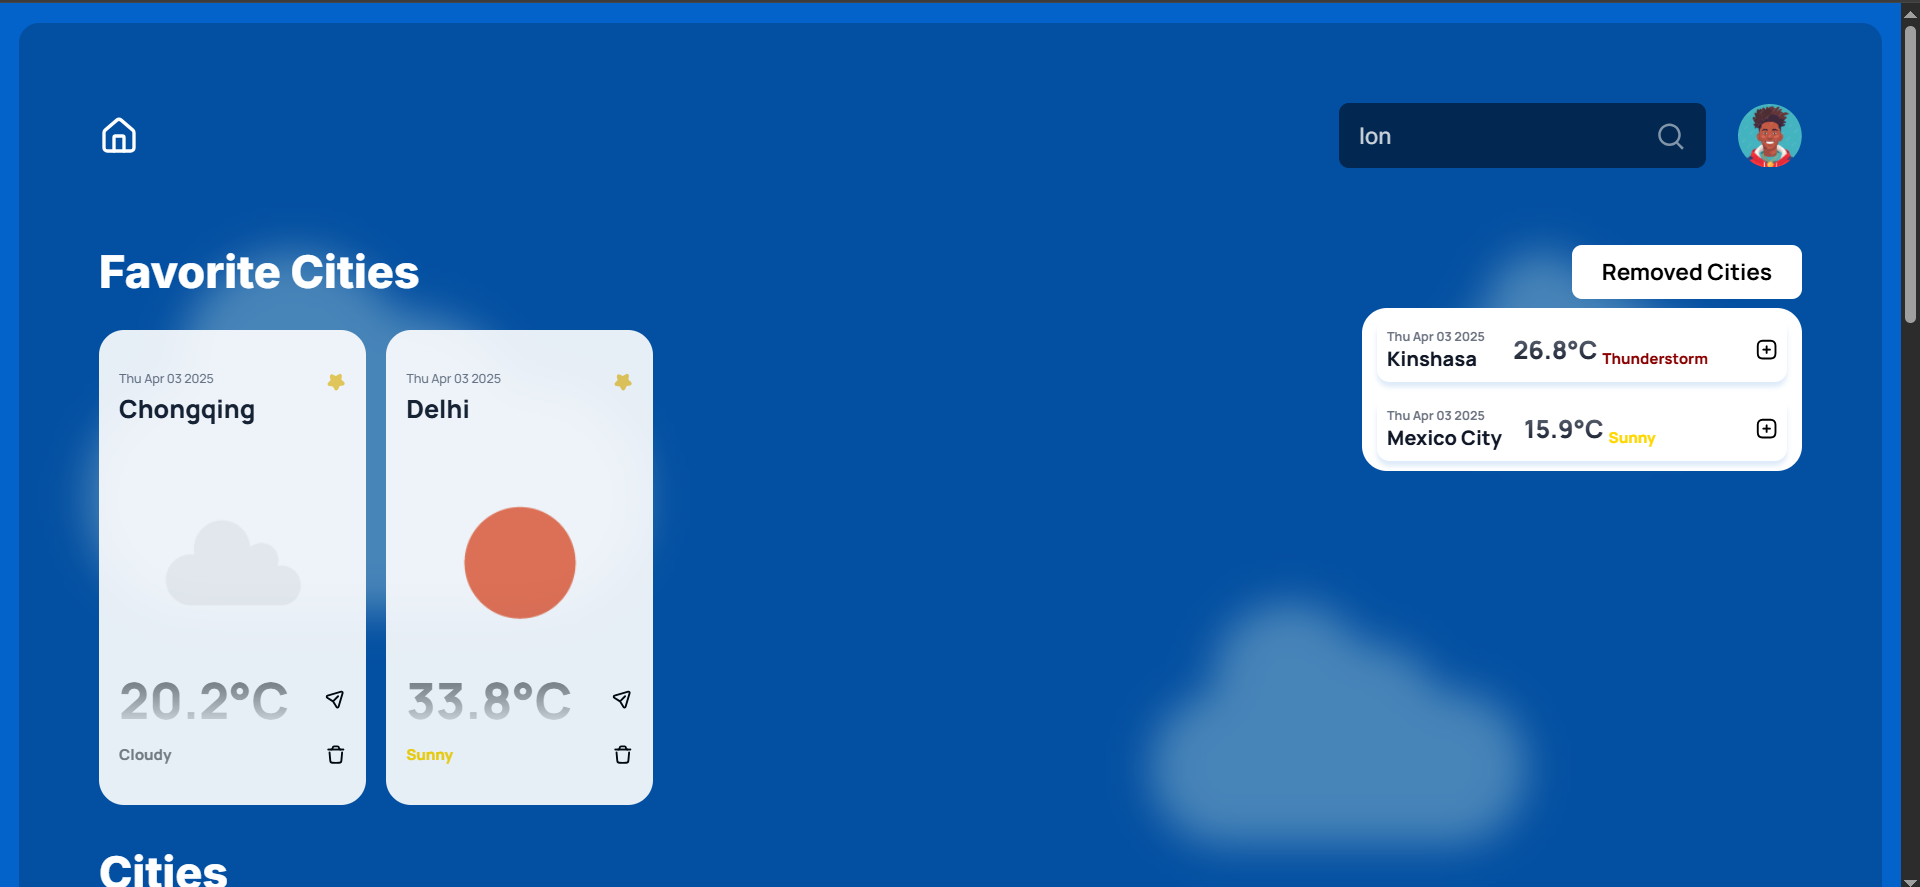 lon
Favorite Cities
Removed Cities
Thu Apr 03 2025
Kinshasa
26.8°C Thunderstorm
Thu Apr 03 2025
Mexico City
15.9°C Sunny
Thu Apr 03 2025
Chongqing
20.2°C
Cloudy
Thu Apr 03 2025
Delhi
33.8°C
Sunny
Cities